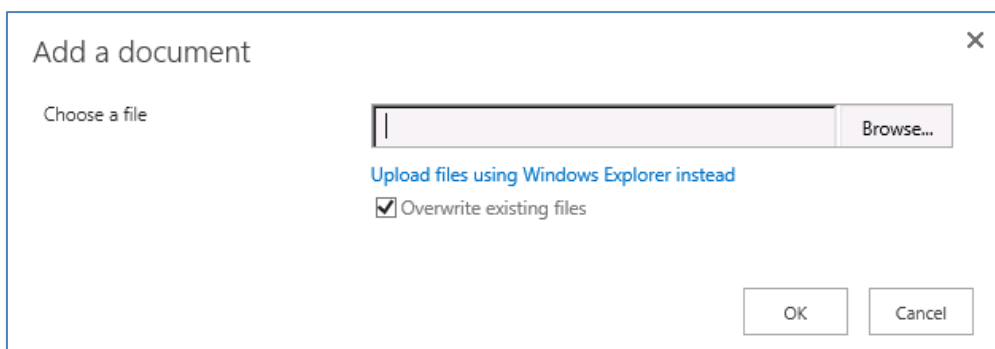 Add a document
Choose a file
Browse...
Upload files using Windows Explorer instead
Overwrite existing files
OK
Cancel